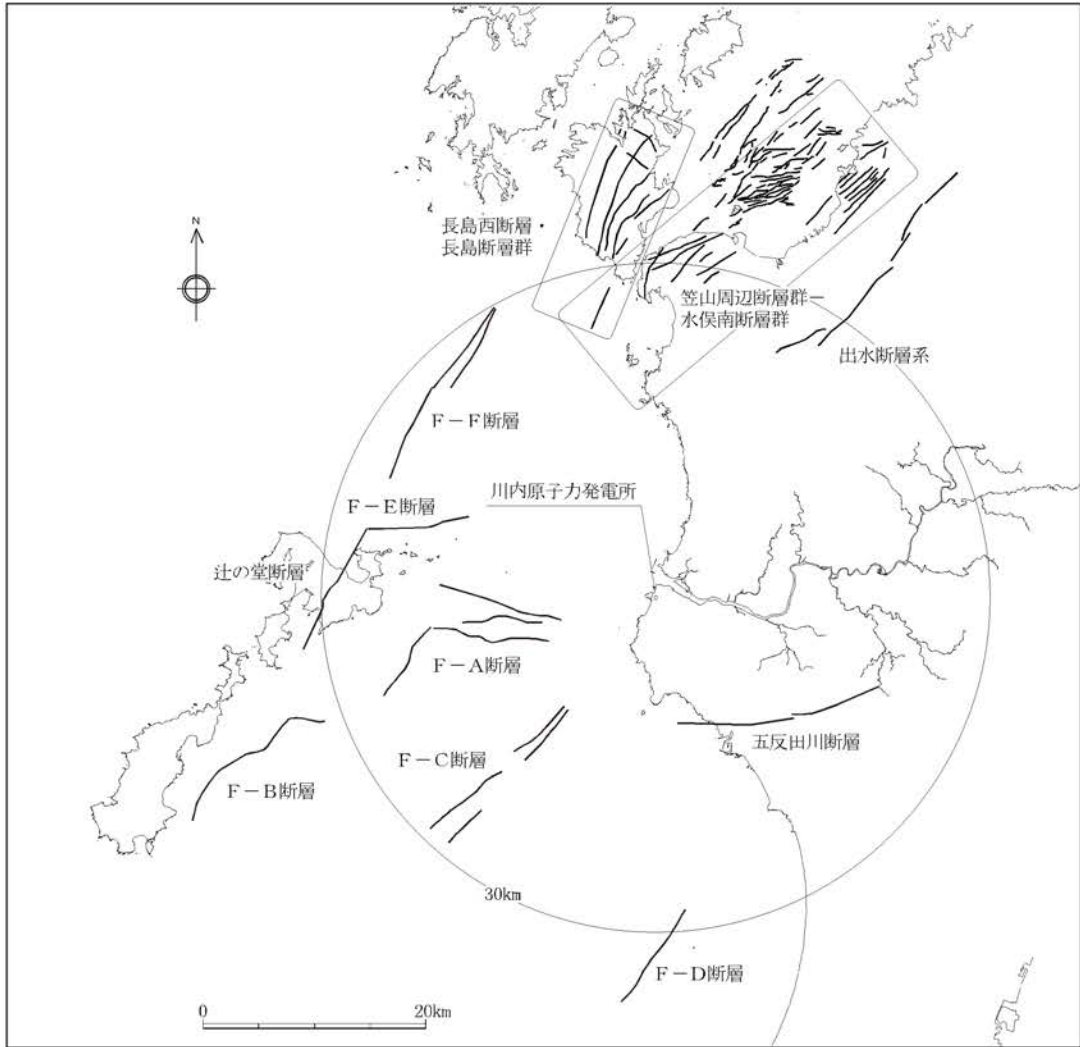 N
長島西断層・
長島断層群
笠山周辺断層群－
水俣南断層群
出水断層系
F－F断層
川内原子力発電所
F－E断層
辻の堂断層
F－A断層
五反田川断層
F－C断層
F－B断層
30km
F－D断層
0 20km